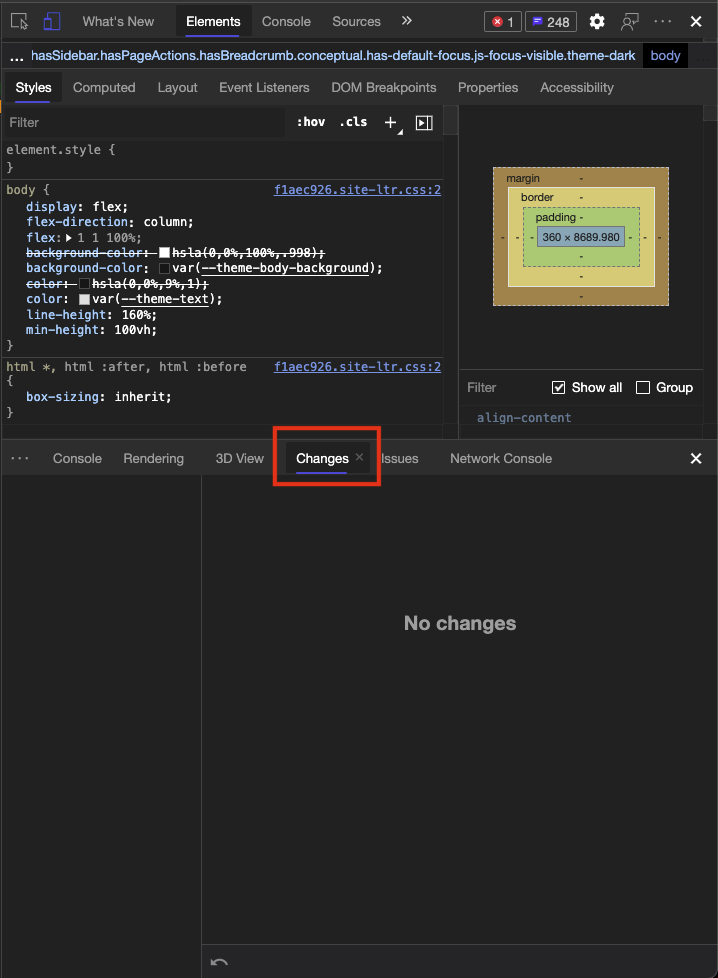 What's New Elements Console Sources » 1 248 ··· ×
... hasSidebar.hasPageActions.hasBreadcrumb.conceptual.has-default-focus.js-focus-visible.theme-dark body ...
Styles Computed Layout Event Listeners DOM Breakpoints Properties Accessibility
Filter :hov .cls +
element.style {
}
body { f1aec926.site-ltr.css:2
display: flex;
flex-direction: column;
flex: 1 1 100%;
background-color: hsla(0,0%,100%,.998);
background-color: var(--theme-body-background);
color: hsla(0,0%,9%,1);
color: var(--theme-text);
line-height: 160%;
min-height: 100vh;
}
html *, html :after, html :before f1aec926.site-ltr.css:2
{
box-sizing: inherit;
}
margin -
border -
padding -
- - - 360 × 8689.980 - - -
-
-
-
Filter Show all Group
align-content
··· Console Rendering 3D View Changes × Issues Network Console ×
No changes